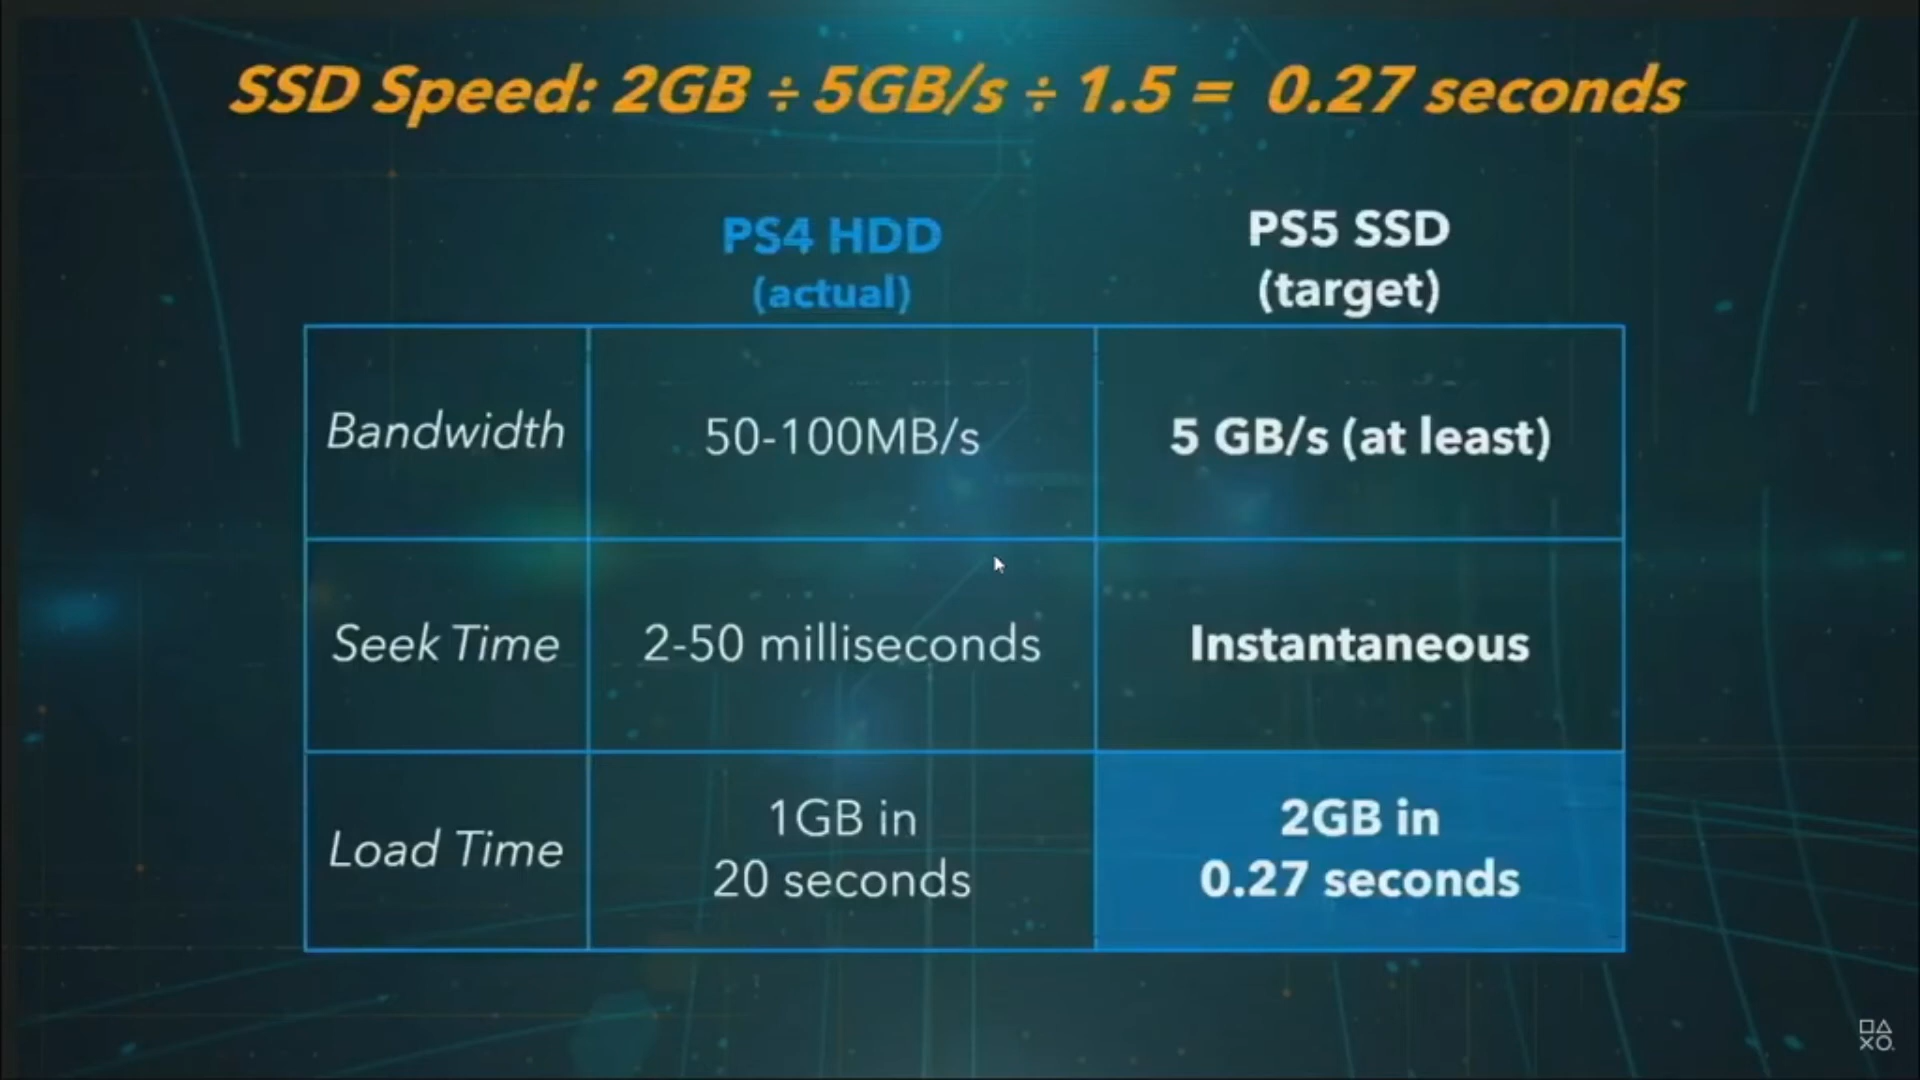 SSD Speed: 2GB ÷ 5GB/s ÷ 1.5 = 0.27 seconds
PS4 HDD
(actual)
PS5 SSD
(target)
Bandwidth
50-100MB/s
5 GB/s (at least)
Seek Time
2-50 milliseconds
Instantaneous
Load Time
1GB in
20 seconds
2GB in
0.27 seconds